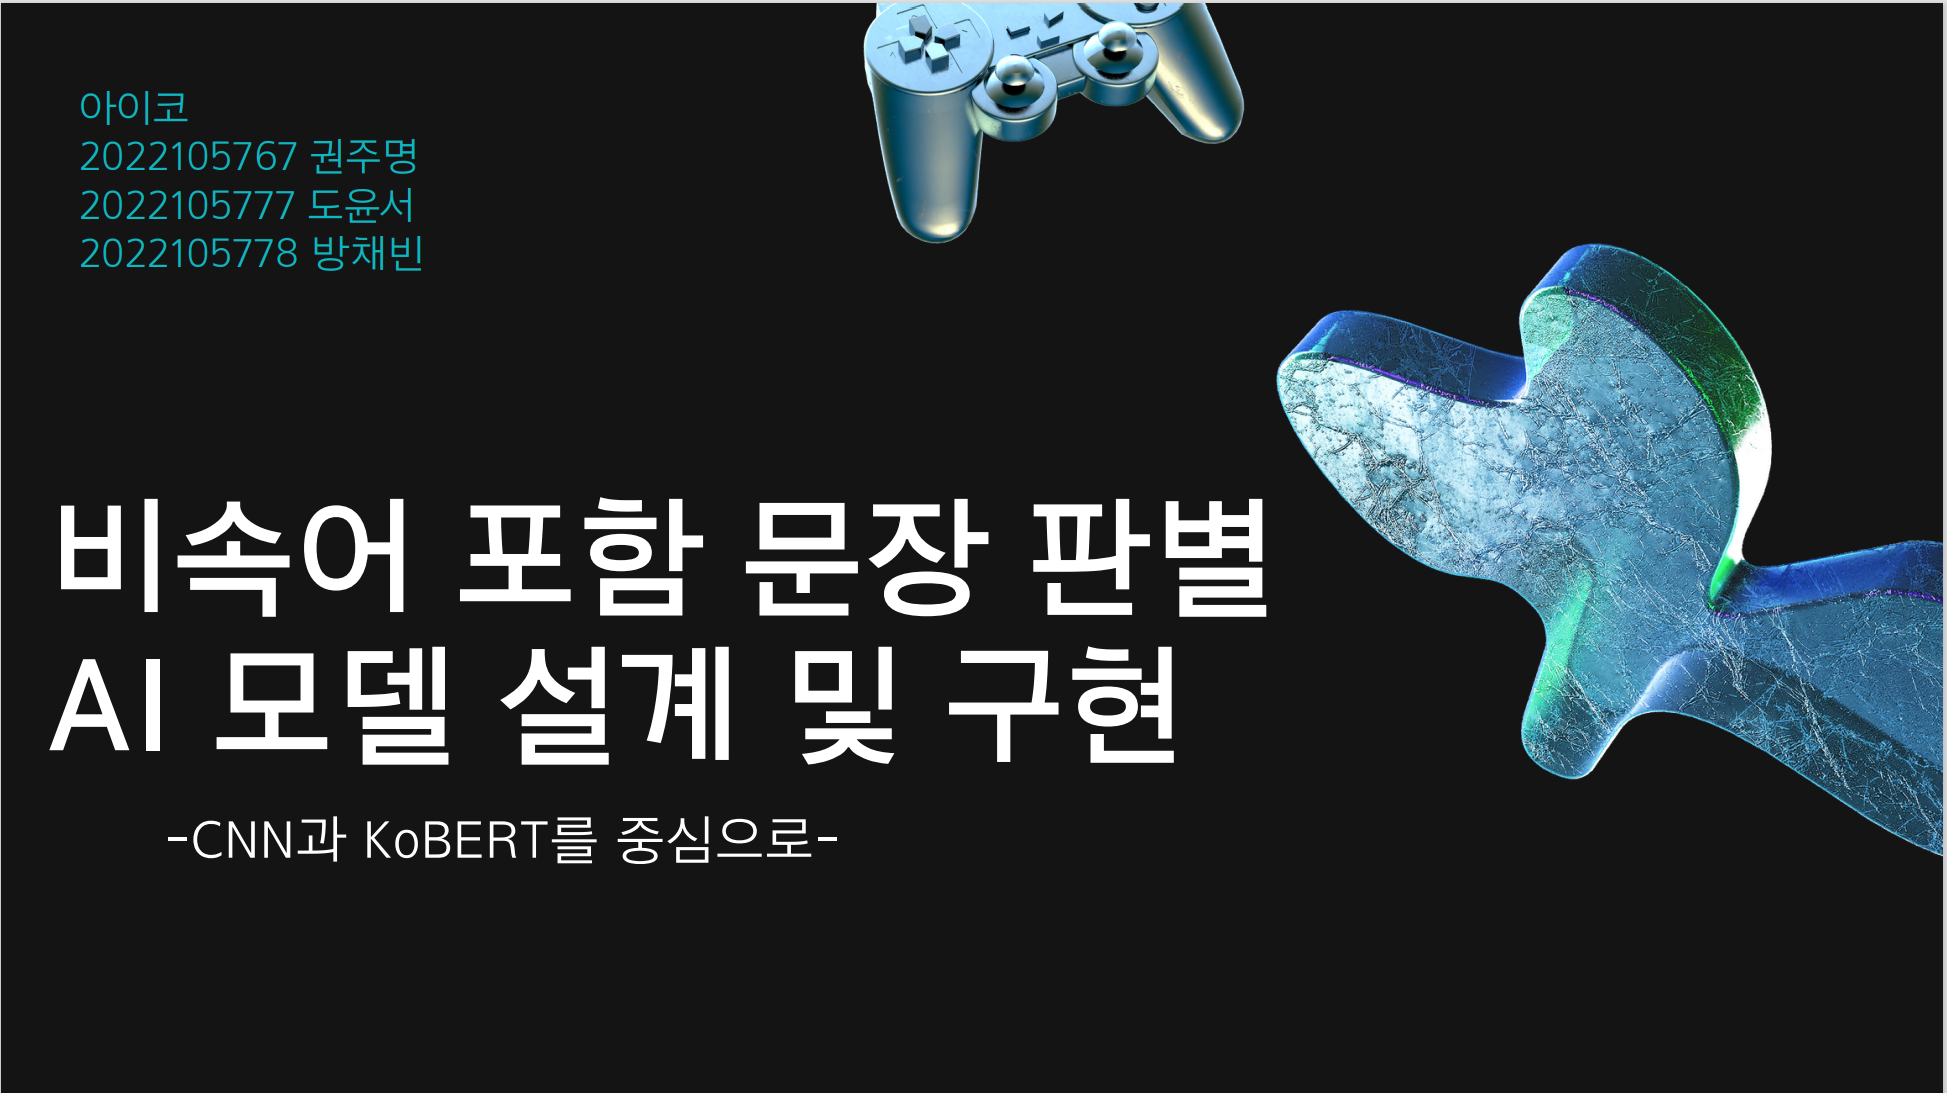 아이코
2022105767 권주명
2022105777 도윤서
2022105778 방채빈
비속어 포함 문장 판별
AI 모델 설계 및 구현
-CNN과 KoBERT를 중심으로-